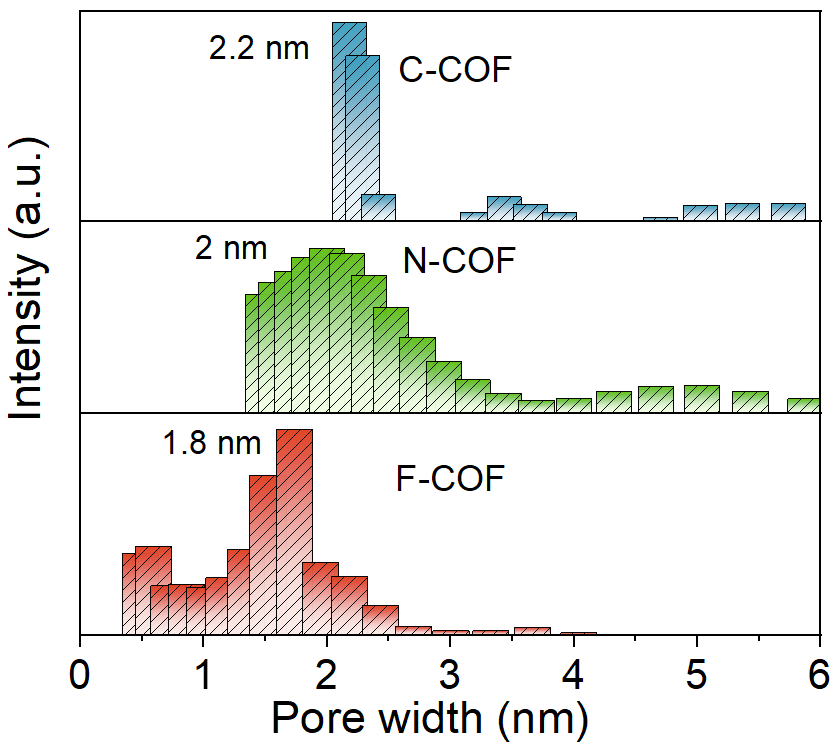 2.2 nm
C-COF
2 nm
N-COF
1.8 nm
F-COF
Intensity (a.u.)
0 1 2 3 4 5 6
Pore width (nm)